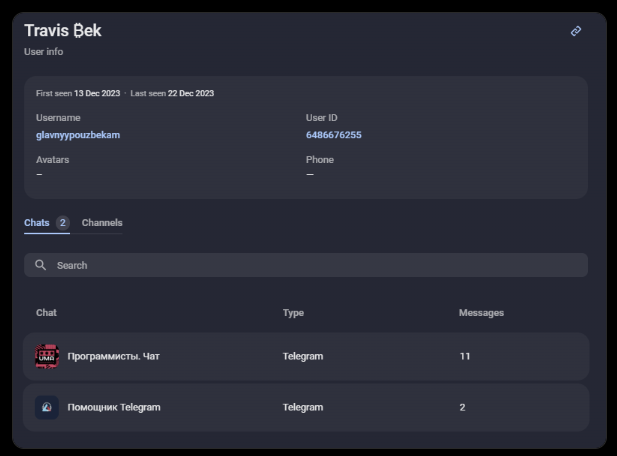 Travis ₿ek
User info
First seen 13 Dec 2023 · Last seen 22 Dec 2023
Username User ID
glavnyypouzbekam 6486676255
Avatars Phone
– —
Chats 2 Channels
Search
Chat Type Messages
UMA
Программисты. Чат Telegram 11
Помощник Telegram Telegram 2